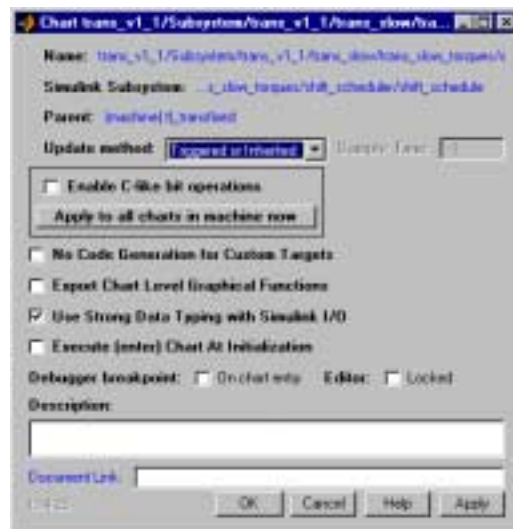 Chart trans_v1_1/Subsystem/trans_v1_1/trans_slow/tra...
Name: trans_v1_1/Subsystem/trans_v1_1/trans_slow/trans_slow_torques/s
Simulink Subsystem: ...s_slow_torques/shift_scheduler/shift_schedule
Parent: (machine)
Update method: Triggered or Inherited Sample Time: -1
Enable C-like bit operations
Apply to all charts in machine now
No Code Generation for Custom Targets
Export Chart Level Graphical Functions
Use Strong Data Typing with Simulink I/O
Execute (enter) Chart At Initialization
Debugger breakpoint: On chart entry Editor: Locked
Description:
Document Link:
OK Cancel Help Apply